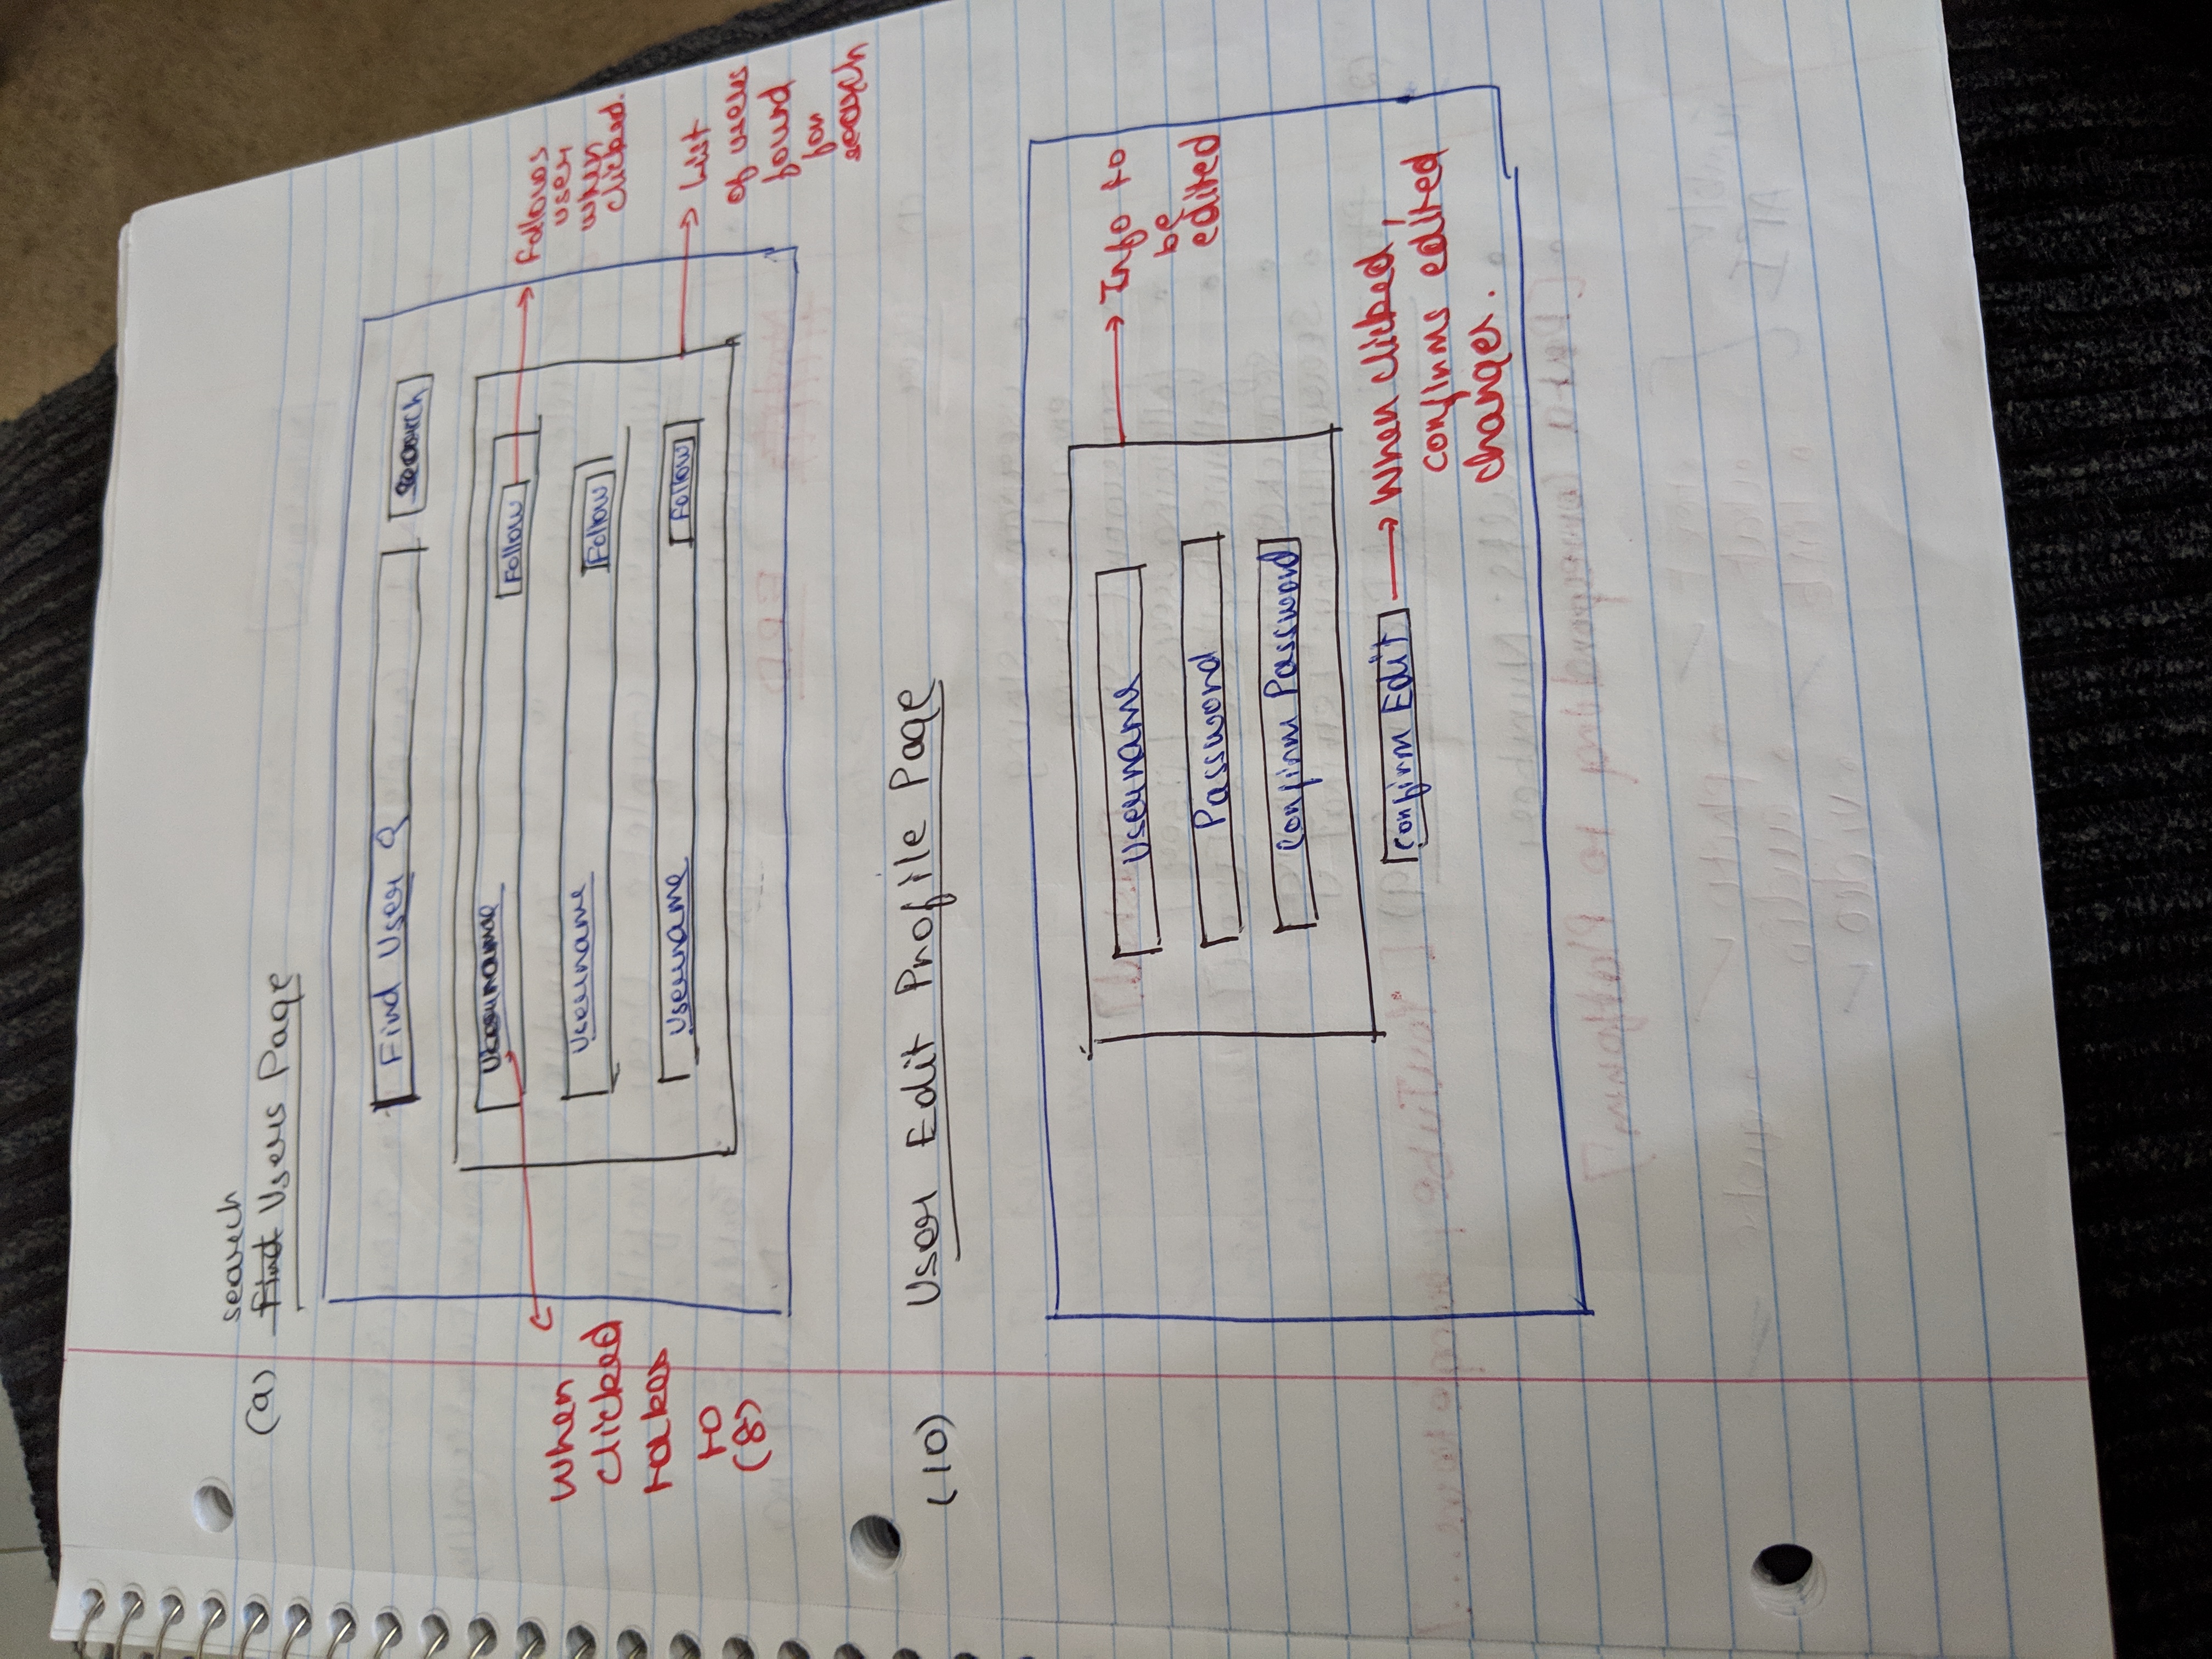 search
(9) Find Users Page
Find User
search
Username
Follow
Username
Follow
Username
Follow
When
clicked
takes
to
(8)
Follows
user
when
clicked.
List
of users
found
for
search
(10) User Edit Profile Page
Username
Password
Confirm Password
Confirm Edit
Info to
be
edited
When clicked,
confirms edited
changes.